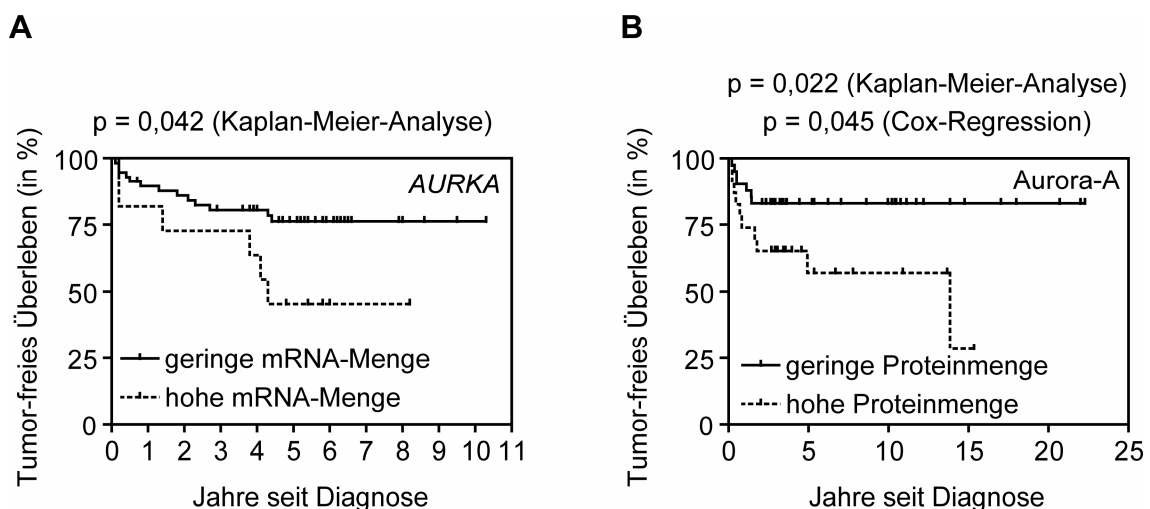 A
p = 0,042 (Kaplan-Meier-Analyse)
Tumor-freies Überleben (in %)
100
75
50
25
0
AURKA
geringe mRNA-Menge
hohe mRNA-Menge
0 1 2 3 4 5 6 7 8 9 10 11
Jahre seit Diagnose
B
p = 0,022 (Kaplan-Meier-Analyse)
p = 0,045 (Cox-Regression)
Tumor-freies Überleben (in %)
100
75
50
25
0
Aurora-A
geringe Proteinmenge
hohe Proteinmenge
0 5 10 15 20 25
Jahre seit Diagnose